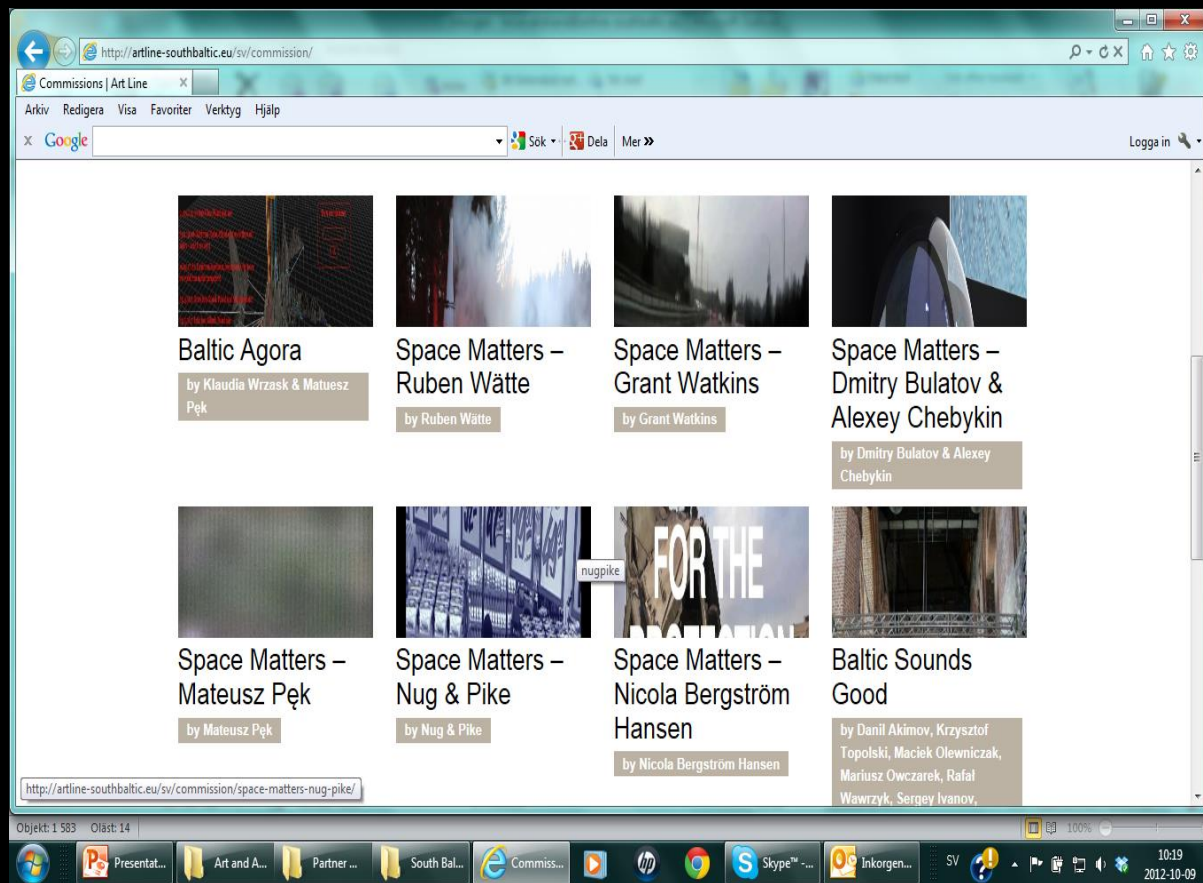 http://artline-southbaltic.eu/sv/commission/
Commissions | Art Line
Arkiv Redigera Visa Favoriter Verktyg Hjälp
x Google Sök Dela Mer » Logga in
Baltic Agora
by Klaudia Wrzask & Matuesz
Pęk
Space Matters –
Ruben Wätte
by Ruben Wätte
Space Matters –
Grant Watkins
by Grant Watkins
Space Matters –
Dmitry Bulatov &
Alexey Chebykin
by Dmitry Bulatov & Alexey
Chebykin
nugpike
FOR THE
PROTECTION
Space Matters –
Mateusz Pęk
by Mateusz Pęk
Space Matters –
Nug & Pike
by Nug & Pike
Space Matters –
Nicola Bergström
Hansen
by Nicola Bergström Hansen
Baltic Sounds
Good
by Danil Akimov, Krzysztof
Topolski, Maciek Olewniczak,
Mariusz Owczarek, Rafal
Wawrzyk, Sergey Ivanov,
http://artline-southbaltic.eu/sv/commission/space-matters-nug-pike/
Objekt: 1 583 Oläst: 14 100%
Presentat... Art and A... Partner ... South Bal... Commiss... hp Skype™ -... Inkorgen... SV 10:19
2012-10-09